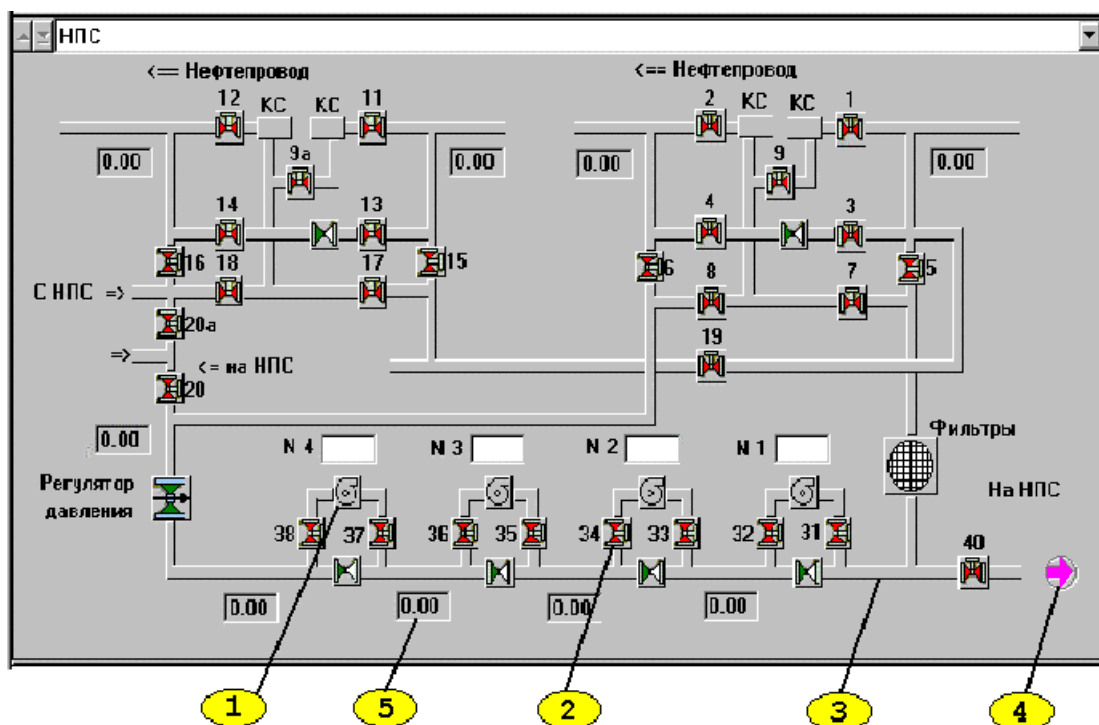 НПС
<== Нефтепровод <== Нефтепровод
12 КС КС 11 2 КС КС 1
0.00 9а 0.00 0.00 9 0.00
14 13 4 3
16 15 6 5
18 17 8 7
С НПС =>
20а
19
=> <= на НПС
20
0.00 N 4 N 3 N 2 N 1 Фильтры
Регулятор На НПС
давления
38 37 36 35 34 33 32 31 40
0.00 0.00 0.00 0.00
1 5 2 3 4